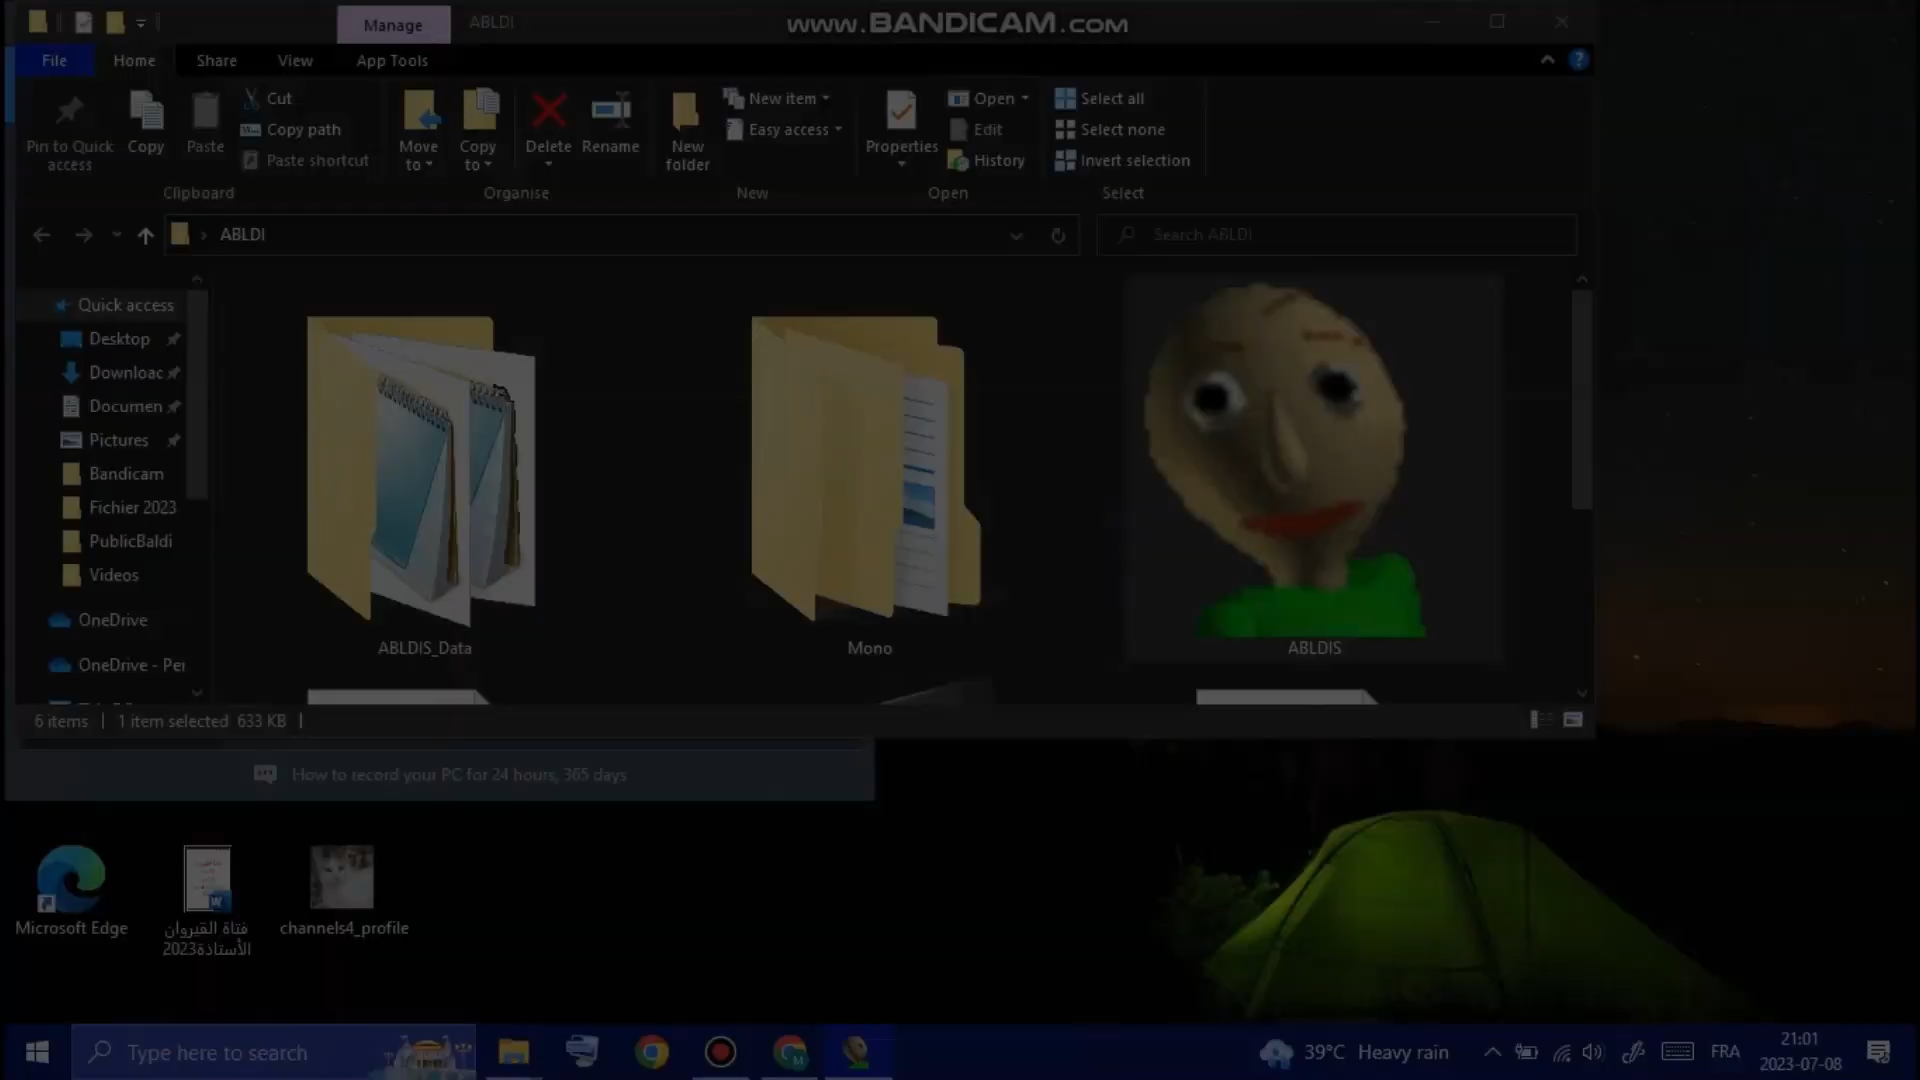 Manage
ABLDI
www.BANDICAM.COM
File
Home
Share
View
App Tools
Pin to Quick
access
Copy
Paste
Cut
Copy path
Paste shortcut
Clipboard
Move
to
Copy
to
Delete
Rename
Organise
New
folder
New item
Easy access
New
Properties
Open
Edit
History
Open
Select all
Select none
Invert selection
Select
ABLDI
Search ABLDI
Quick access
Desktop
Downloac
Documen
Pictures
Bandicam
Fichier 2023
PublicBaldi
Videos
OneDrive
OneDrive - Per
ABLDIS_Data
Mono
ABLDIS
6 items
1 item selected 633 KB
How to record your PC for 24 hours, 365 days
Microsoft Edge
فتاة القيروان
الأستاذة2023
channels4_profile
Type here to search
39°C Heavy rain
FRA
21:01
2023-07-08